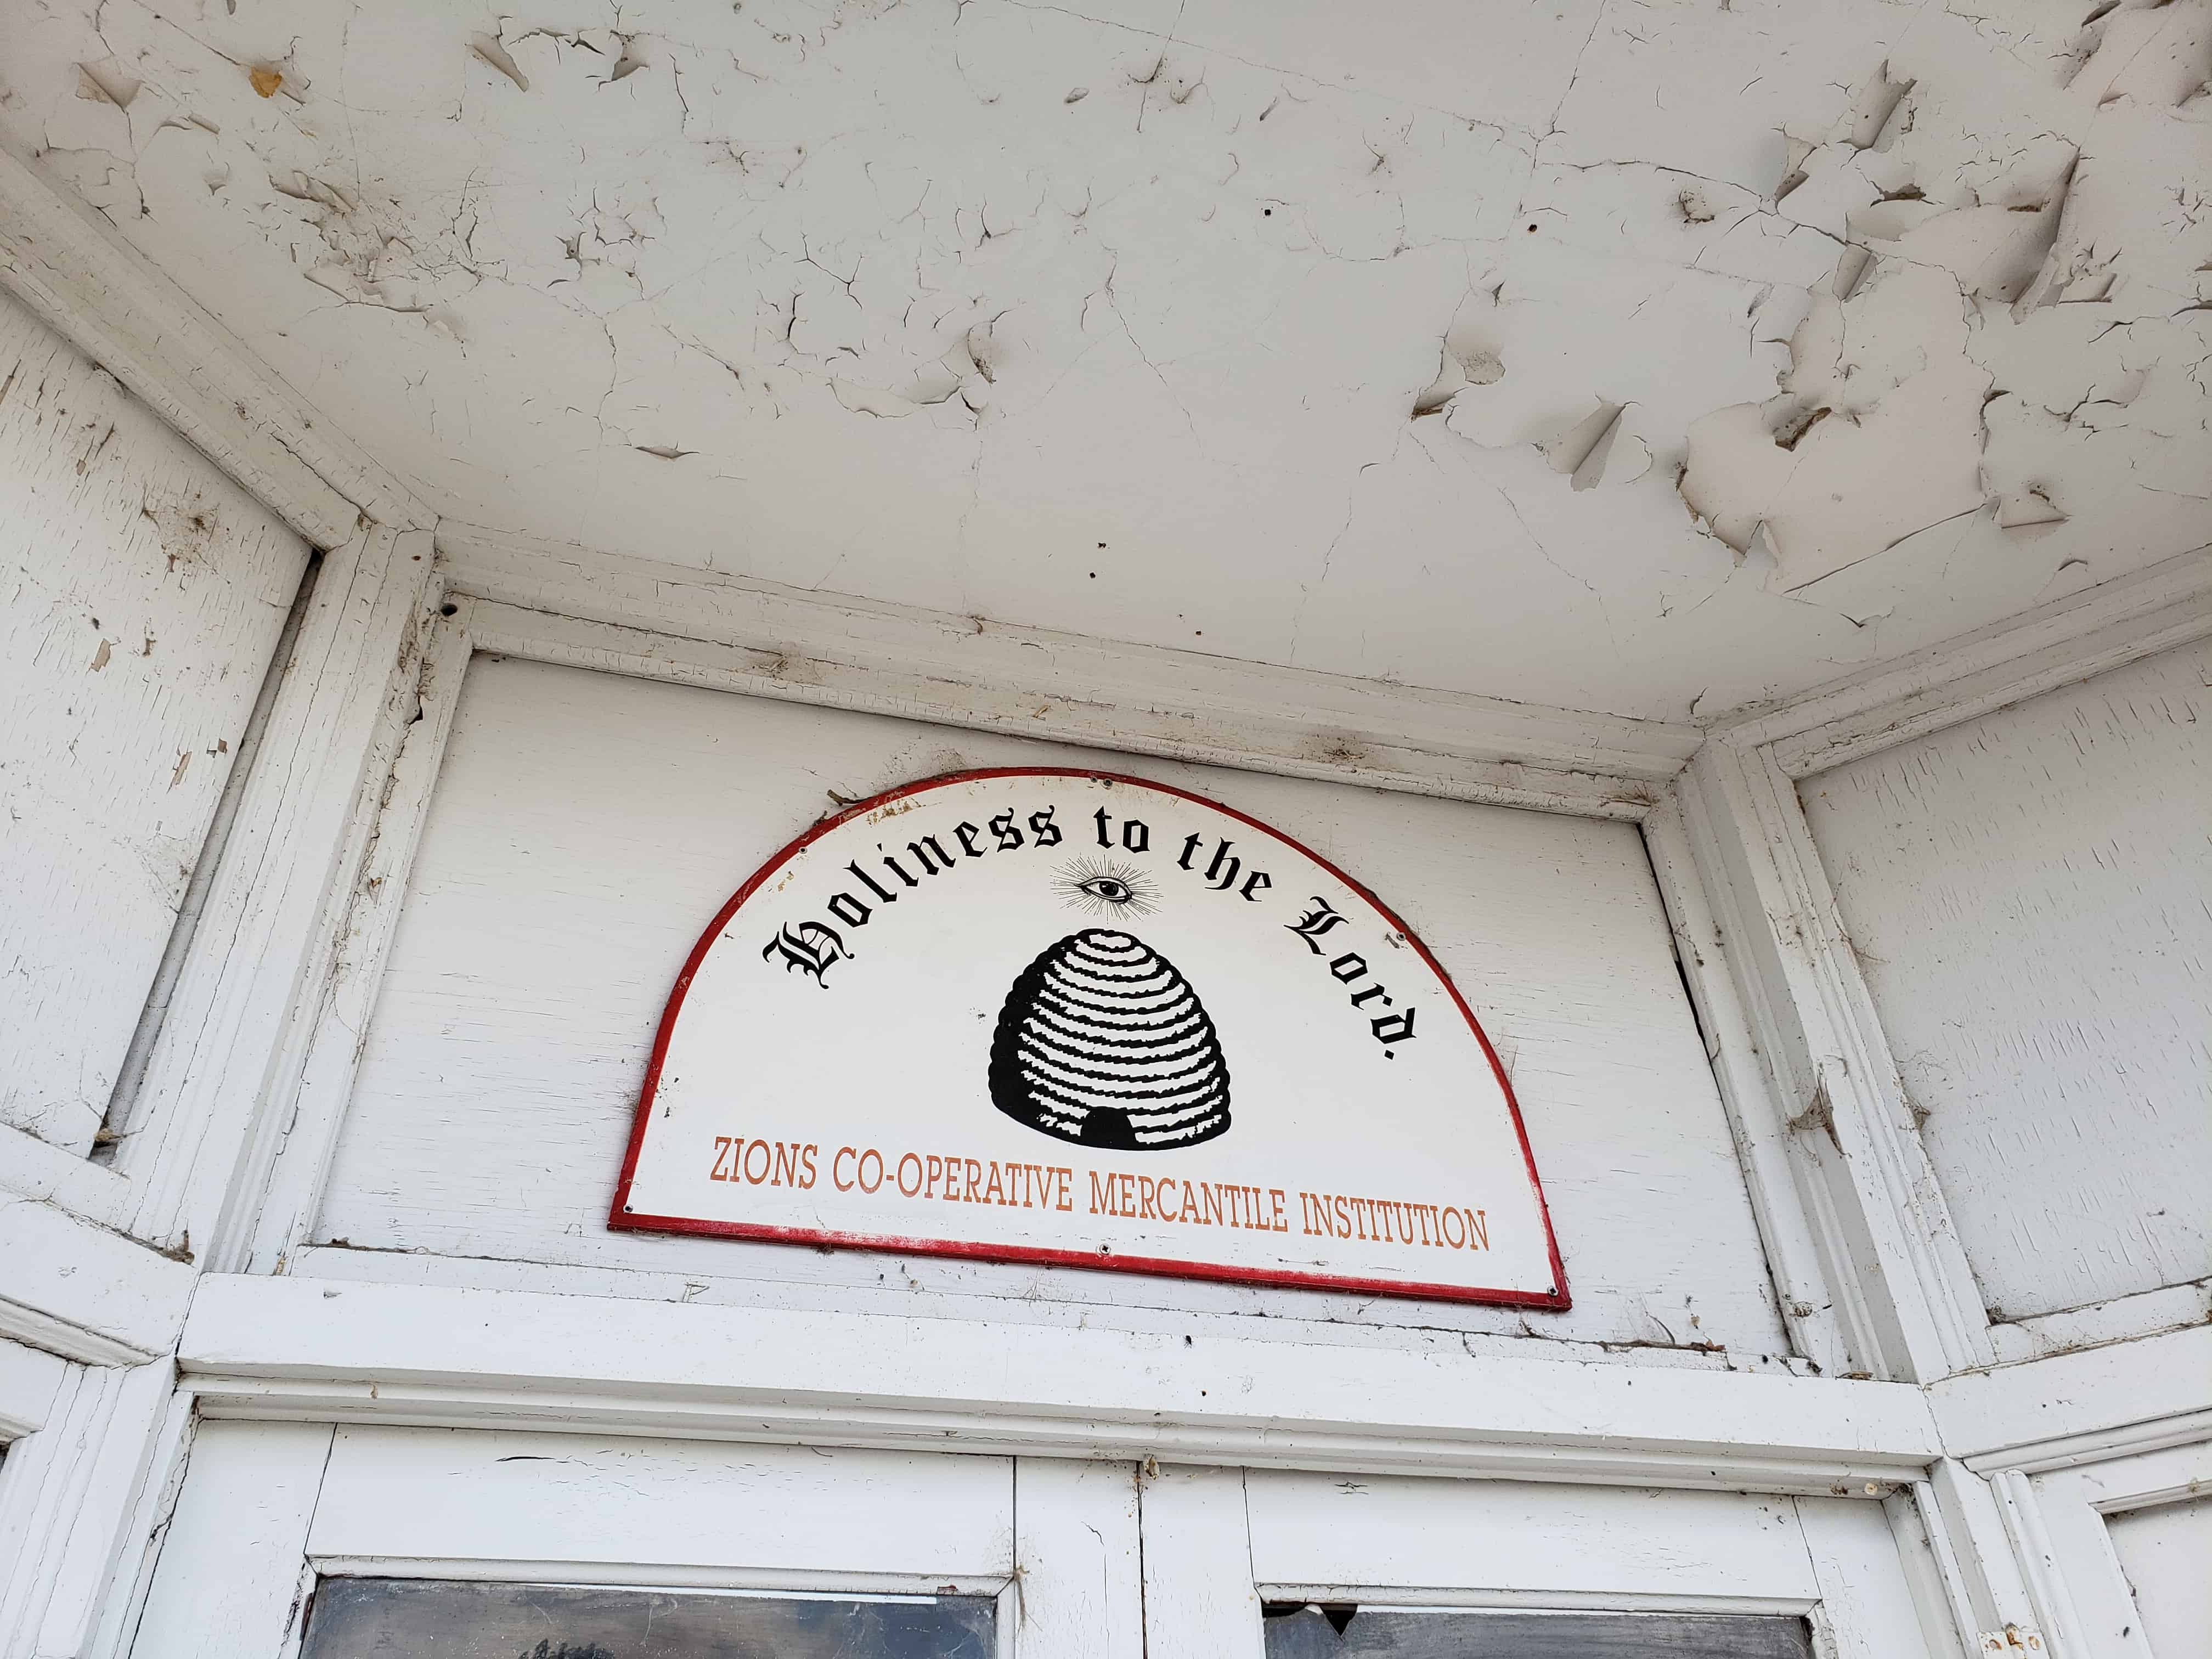 Holiness to the Lord.
ZIONS CO-OPERATIVE MERCANTILE INSTITUTION